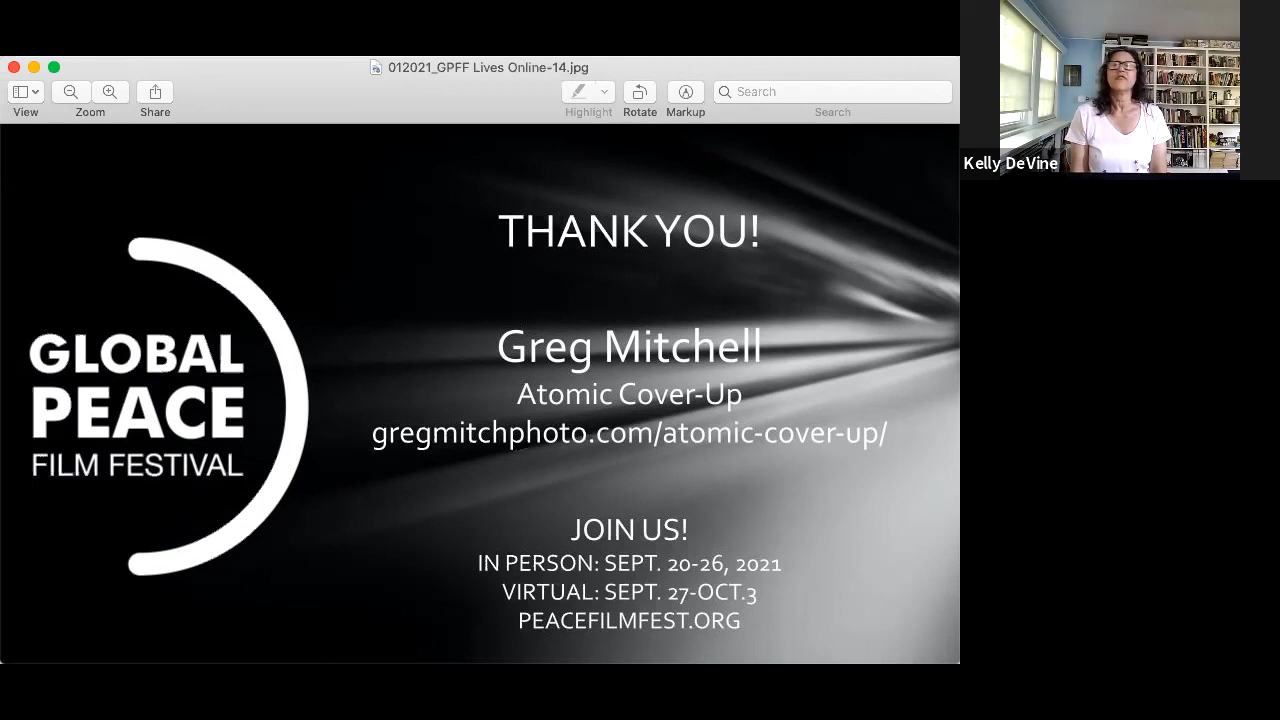 012021_GPFF Lives Online-14.jpg
View
Zoom
Share
Highlight
Rotate
Markup
Search
Search
Kelly DeVine
THANK YOU!
Greg Mitchell
Atomic Cover-Up
gregmitchphoto.com/atomic-cover-up/
GLOBAL
PEACE
FILM FESTIVAL
JOIN US!
IN PERSON: SEPT. 20-26, 2021
VIRTUAL: SEPT. 27-OCT.3
PEACEFILMFEST.ORG